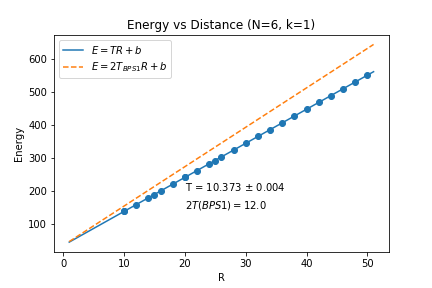 Energy vs Distance (N=6, k=1)
E = TR + b
E = 2T_{BPS1}R + b
600
500
400
300
200
100
Energy
T = 10.373 ± 0.004
2T(BPS1) = 12.0
0 10 20 30 40 50
R